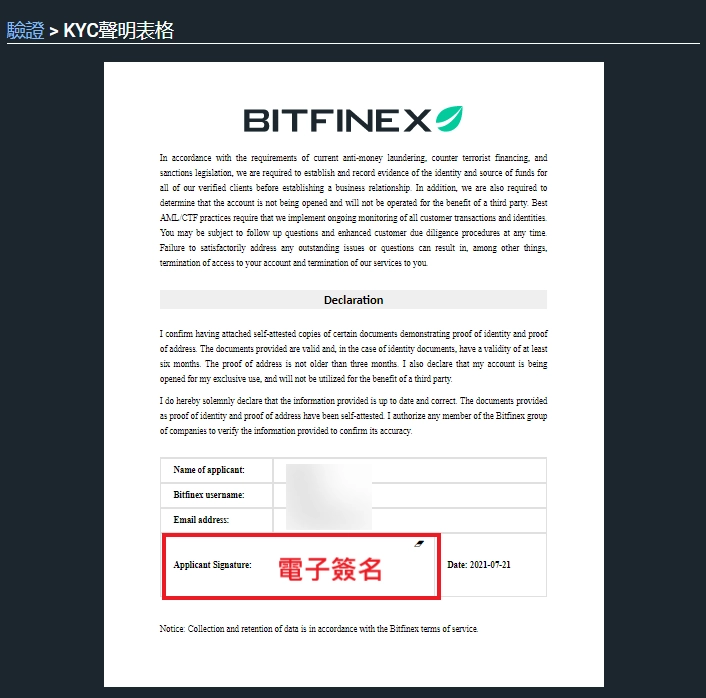 驗證 > KYC聲明表格
BITFINEX
In accordance with the requirements of current anti-money laundering, counter terrorist financing, and
sanctions legislation, we are required to establish and record evidence of the identity and source of funds for
all of our verified clients before establishing a business relationship. In addition, we are also required to
determine that the account is not being opened and will not be operated for the benefit of a third party. Best
AML/CTF practices require that we implement ongoing monitoring of all customer transactions and identities.
You may be subject to follow up questions and enhanced customer due diligence procedures at any time.
Failure to satisfactorily address any outstanding issues or questions can result in, among other things,
termination of access to your account and termination of our services to you.
Declaration
I confirm having attached self-attested copies of certain documents demonstrating proof of identity and proof
of address. The documents provided are valid and, in the case of identity documents, have a validity of at least
six months. The proof of address is not older than three months. I also declare that my account is being
opened for my exclusive use, and will not be utilized for the benefit of a third party.
I do hereby solemnly declare that the information provided is up to date and correct. The documents provided
as proof of identity and proof of address have been self-attested. I authorize any member of the Bitfinex group
of companies to verify the information provided to confirm its accuracy.
Name of applicant:
Bitfinex username:
Email address:
Applicant Signature: 電子簽名 Date: 2021-07-21
Notice: Collection and retention of data is in accordance with the Bitfinex terms of service.